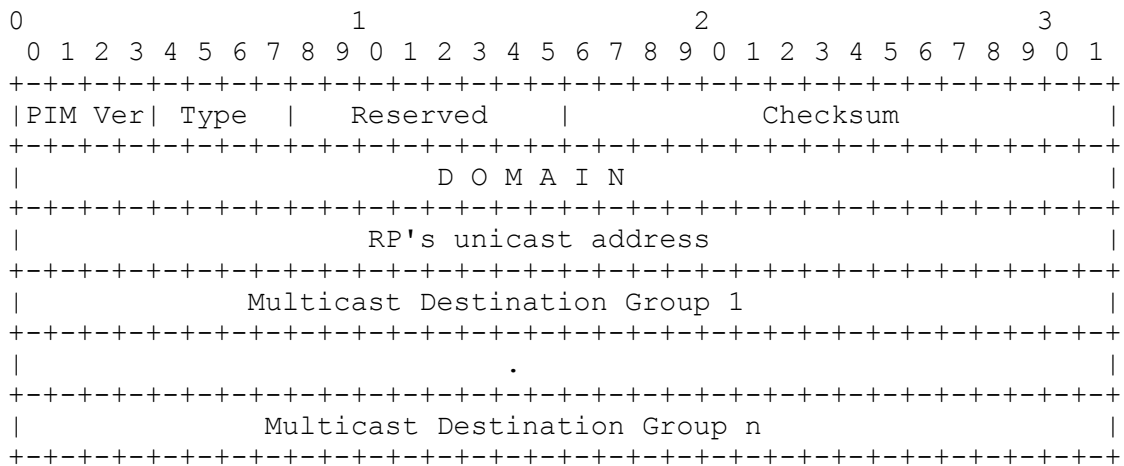 0                   1                   2                   3
 0 1 2 3 4 5 6 7 8 9 0 1 2 3 4 5 6 7 8 9 0 1 2 3 4 5 6 7 8 9 0 1
+-+-+-+-+-+-+-+-+-+-+-+-+-+-+-+-+-+-+-+-+-+-+-+-+-+-+-+-+-+-+-+-+
|PIM Ver| Type  |   Reserved    |           Checksum            |
+-+-+-+-+-+-+-+-+-+-+-+-+-+-+-+-+-+-+-+-+-+-+-+-+-+-+-+-+-+-+-+-+
|                        D O M A I N                            |
+-+-+-+-+-+-+-+-+-+-+-+-+-+-+-+-+-+-+-+-+-+-+-+-+-+-+-+-+-+-+-+-+
|                    RP's unicast address                       |
+-+-+-+-+-+-+-+-+-+-+-+-+-+-+-+-+-+-+-+-+-+-+-+-+-+-+-+-+-+-+-+-+
|             Multicast Destination Group 1                     |
+-+-+-+-+-+-+-+-+-+-+-+-+-+-+-+-+-+-+-+-+-+-+-+-+-+-+-+-+-+-+-+-+
|                            .                                  |
+-+-+-+-+-+-+-+-+-+-+-+-+-+-+-+-+-+-+-+-+-+-+-+-+-+-+-+-+-+-+-+-+
|              Multicast Destination Group n                    |
+-+-+-+-+-+-+-+-+-+-+-+-+-+-+-+-+-+-+-+-+-+-+-+-+-+-+-+-+-+-+-+-+